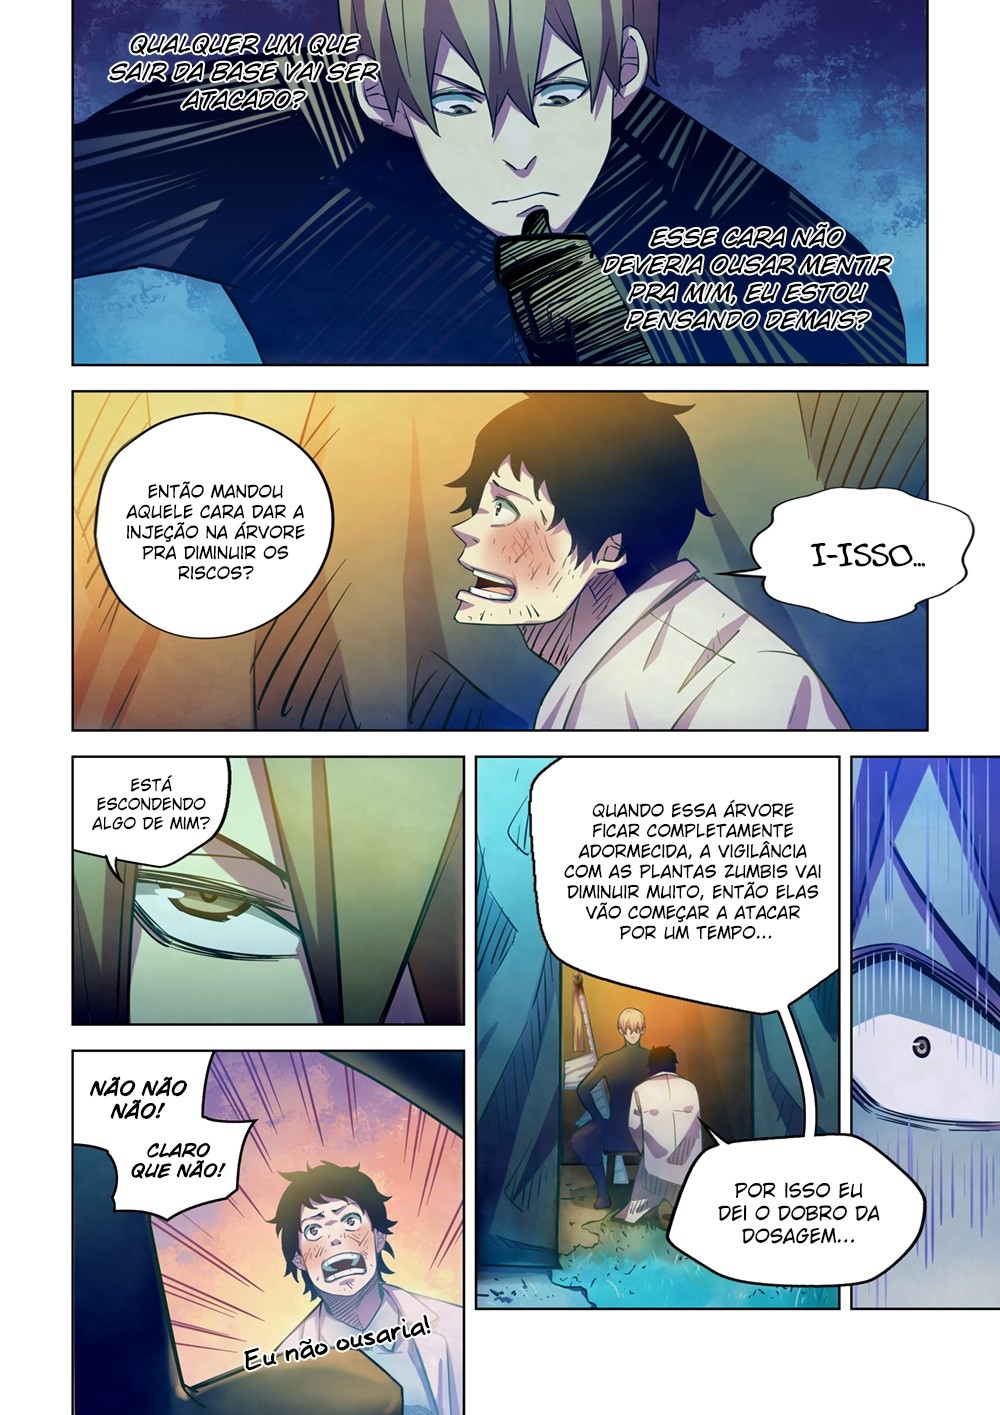 QUALQUER UM QUE
SAIR DA BASE VAI SER
ATACADO?
ESSE CARA NÃO
DEVERIA OUSAR MENTIR
PRA MIM, EU ESTOU
PENSANDO DEMAIS?
ENTÃO MANDOU
AQUELE CARA DAR A
INJEÇÃO NA ÁRVORE
PRA DIMINUIR OS
RISCOS?
I-ISSO...
ESTÁ
ESCONDENDO
ALGO DE MIM?
NÃO NÃO
NÃO!
CLARO
QUE NÃO!
Eu não ousaria!
QUANDO ESSA ÁRVORE
FICAR COMPLETAMENTE
ADORMECIDA, A VIGILÂNCIA
COM AS PLANTAS ZUMBIS VAI
DIMINUIR MUITO, ENTÃO ELAS
VÃO COMEÇAR A ATACAR
POR UM TEMPO...
POR ISSO EU
DEI O DOBRO DA
DOSAGEM...